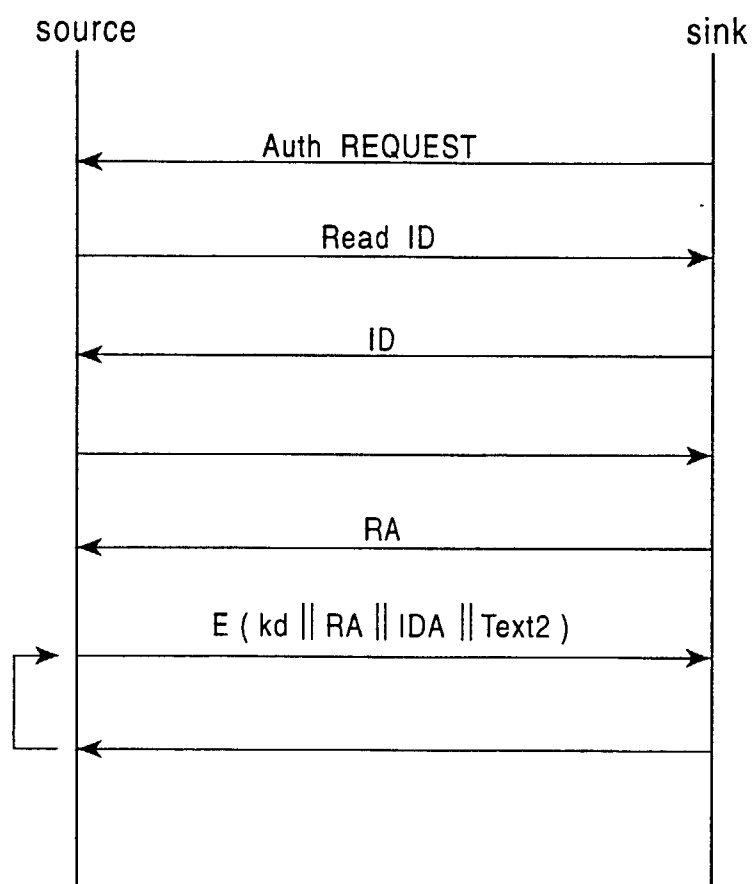 source sink
Auth REQUEST
Read ID
ID
RA
E ( kd || RA || IDA || Text2 )